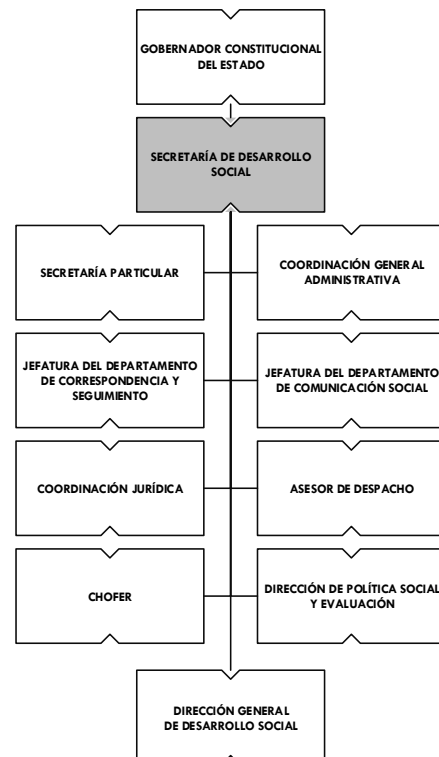 GOBERNADOR CONSTITUCIONAL
DEL ESTADO
SECRETARÍA DE DESARROLLO
SOCIAL
SECRETARÍA PARTICULAR
COORDINACIÓN GENERAL
ADMINISTRATIVA
JEFATURA DEL DEPARTAMENTO
DE CORRESPONDENCIA Y
SEGUIMIENTO
JEFATURA DEL DEPARTAMENTO
DE COMUNICACIÓN SOCIAL
COORDINACIÓN JURÍDICA
ASESOR DE DESPACHO
CHOFER
DIRECCIÓN DE POLÍTICA SOCIAL
Y EVALUACIÓN
DIRECCIÓN GENERAL
DE DESARROLLO SOCIAL